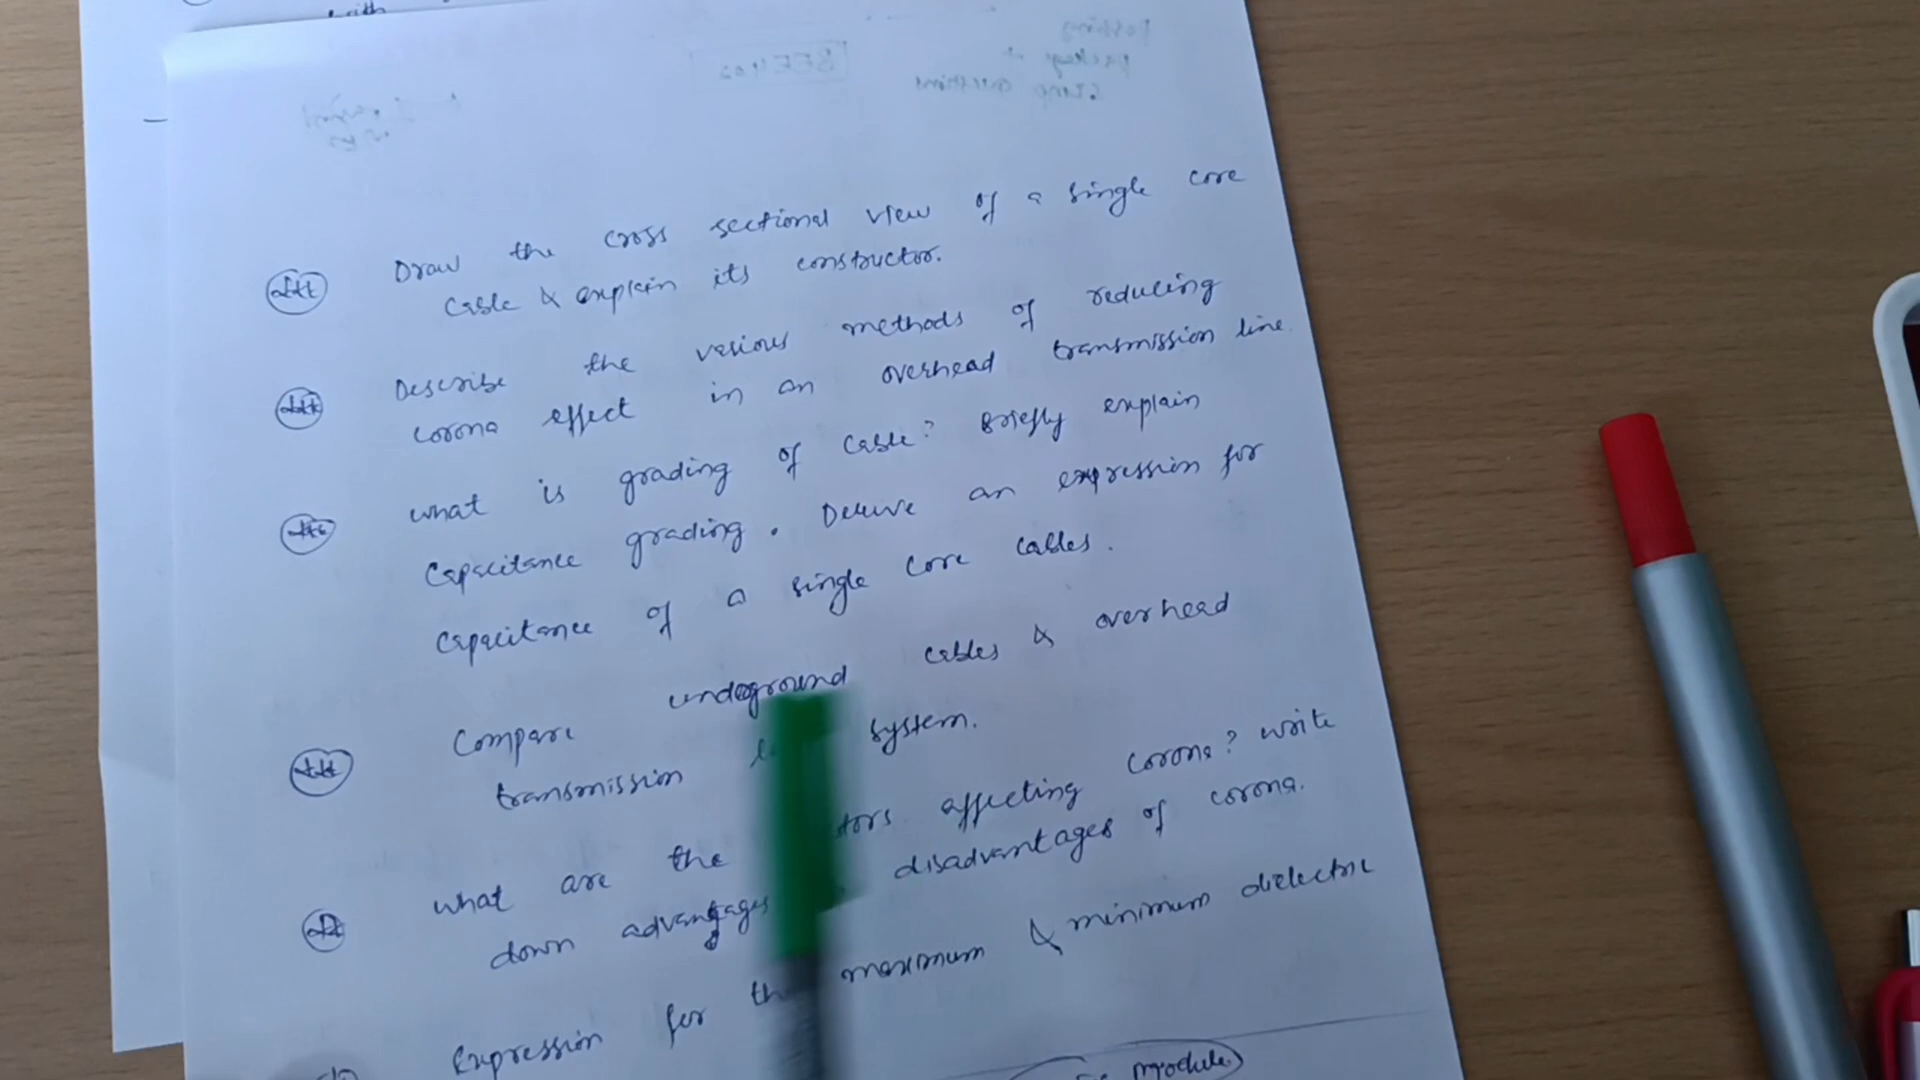 with
BEE402
Draw the cross sectional view of a single core
cable & explain its constructor.
Describe the various methods of reducing
corona effect in an overhead transmission line.
what is grading of cable? Briefly explain
capacitance grading. Derive an expression for
capacitance of a single core cables.
Compare underground cables & overhead
transmission system.
what are the affecting corona? write
down advantages disadvantages of corona.
Expression for the maximum & minimum dielectric
module